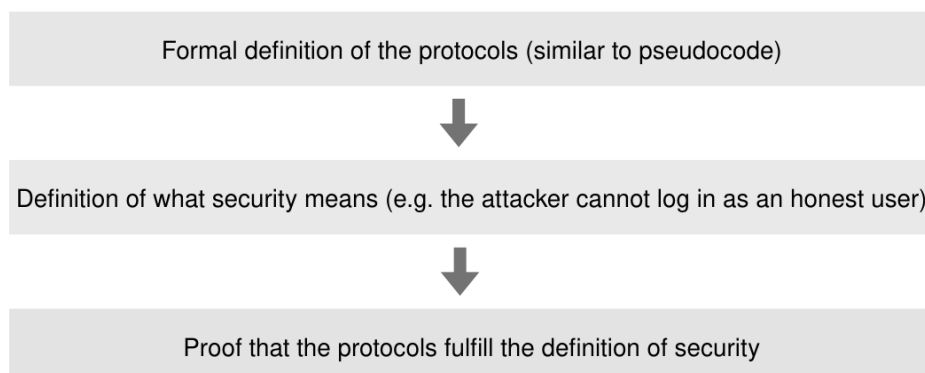 Formal definition of the protocols (similar to pseudocode)
Definition of what security means (e.g. the attacker cannot log in as an honest user)
Proof that the protocols fulfill the definition of security